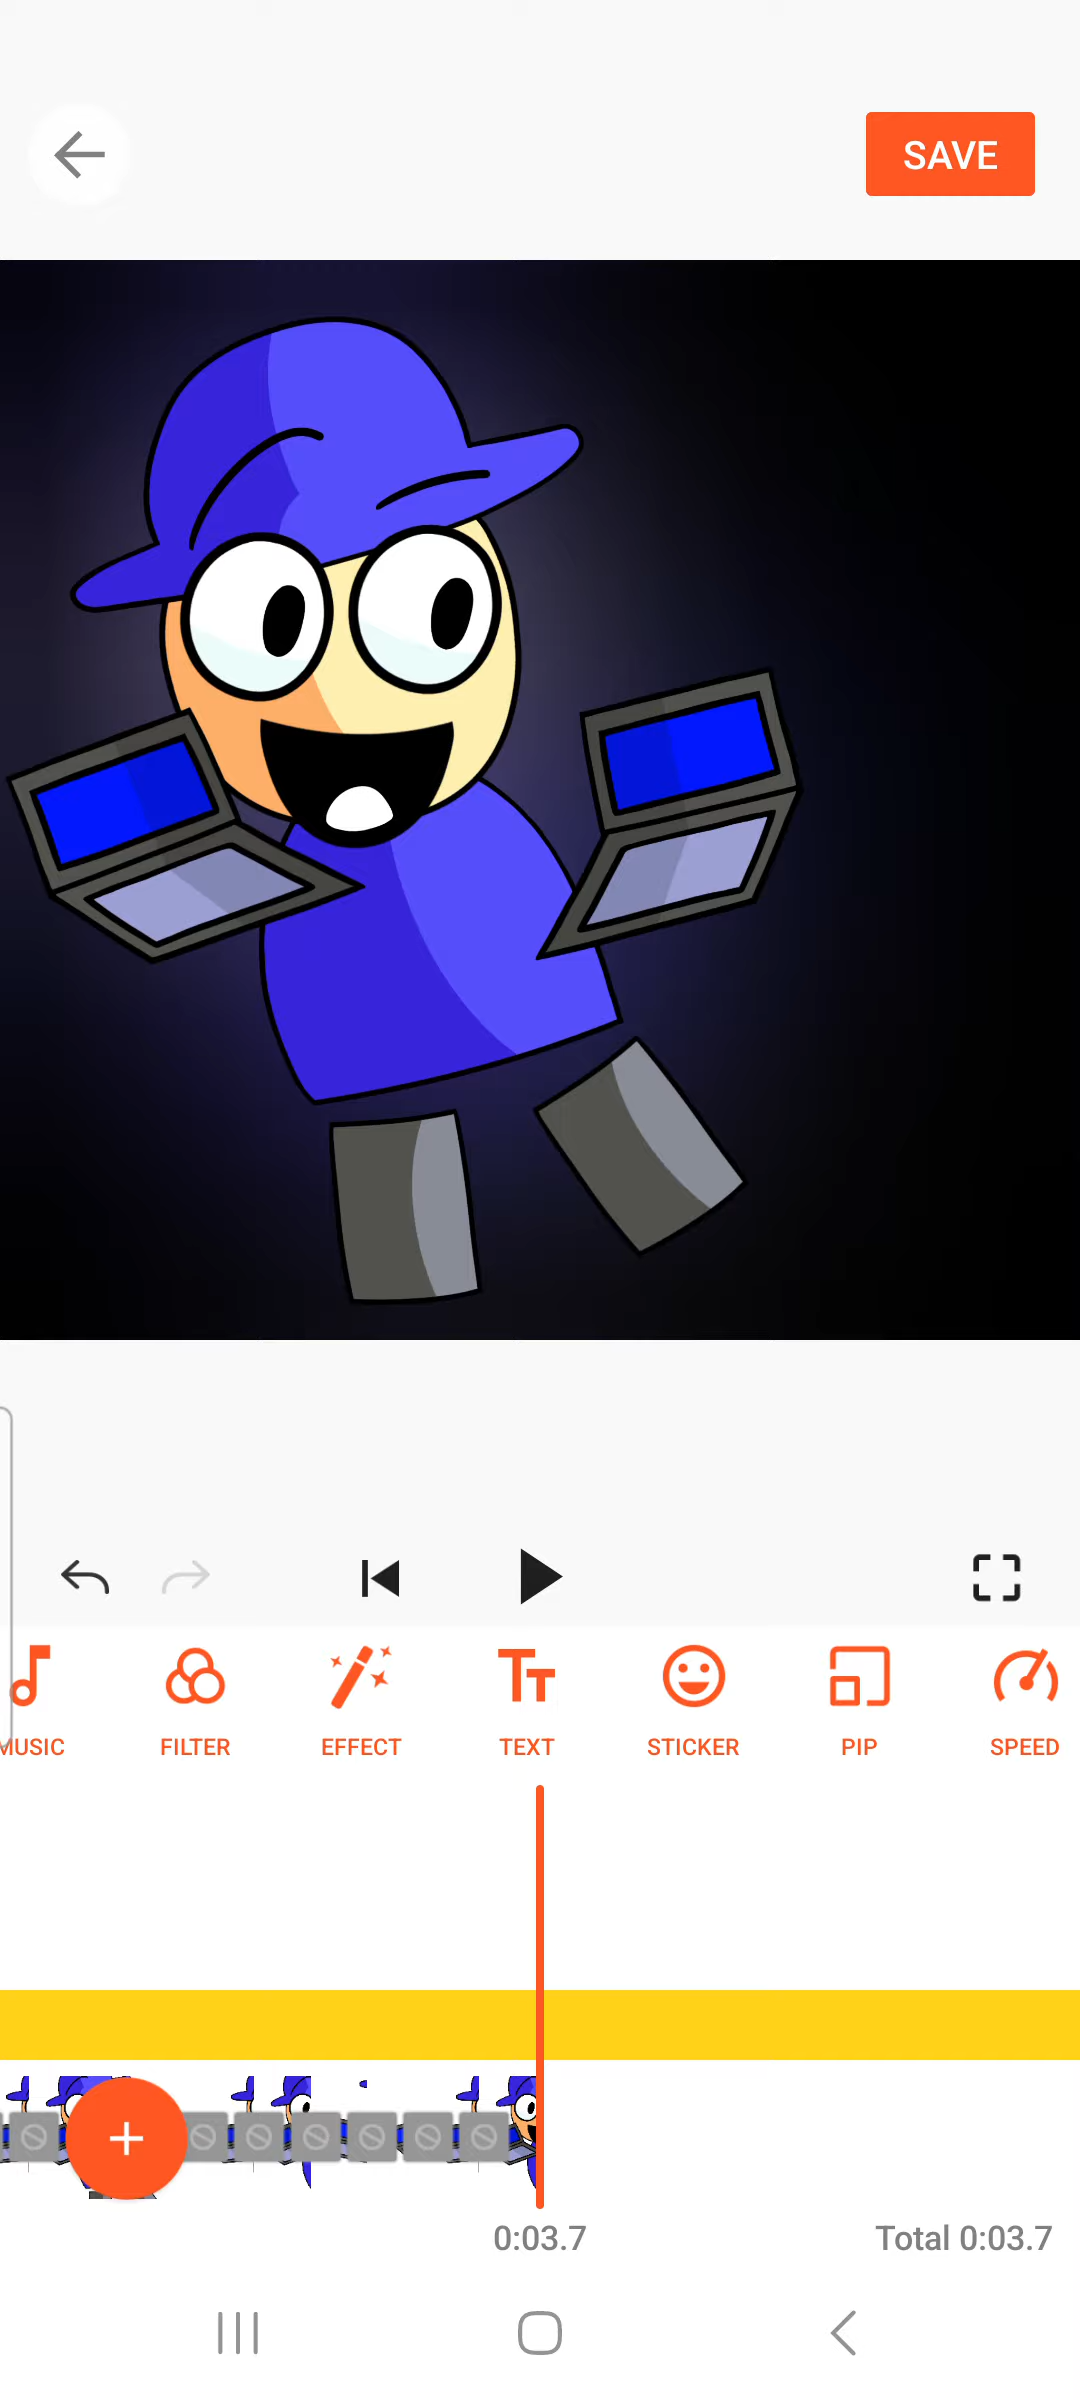 SAVE
MUSIC
FILTER
EFFECT
TEXT
STICKER
PIP
SPEED
0:03.7
Total 0:03.7